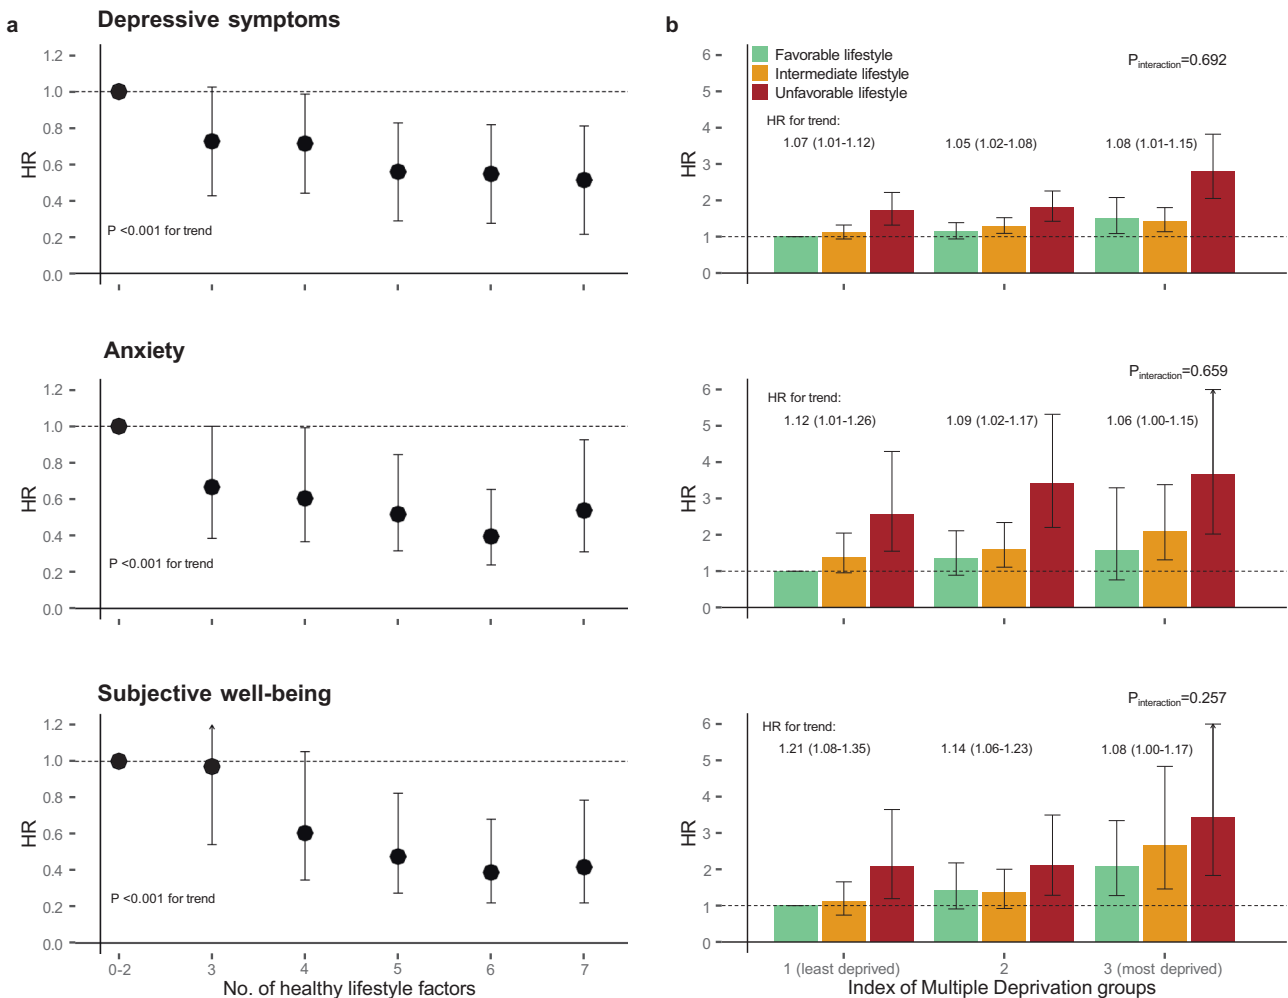 a
Depressive symptoms
1.2
1.0
0.8
0.6
0.4
0.2
0.0
HR
P <0.001 for trend
b
6
5
4
3
2
1
0
HR
Favorable lifestyle
Intermediate lifestyle
Unfavorable lifestyle
Pinteraction=0.692
HR for trend:
1.07 (1.01-1.12)
1.05 (1.02-1.08)
1.08 (1.01-1.15)
Anxiety
1.2
1.0
0.8
0.6
0.4
0.2
0.0
HR
P <0.001 for trend
6
5
4
3
2
1
0
HR
Pinteraction=0.659
HR for trend:
1.12 (1.01-1.26)
1.09 (1.02-1.17)
1.06 (1.00-1.15)
Subjective well-being
1.2
1.0
0.8
0.6
0.4
0.2
0.0
HR
P <0.001 for trend
0-2
3
4
5
6
7
No. of healthy lifestyle factors
6
5
4
3
2
1
0
HR
Pinteraction=0.257
HR for trend:
1.21 (1.08-1.35)
1.14 (1.06-1.23)
1.08 (1.00-1.17)
1 (least deprived)
2
3 (most deprived)
Index of Multiple Deprivation groups